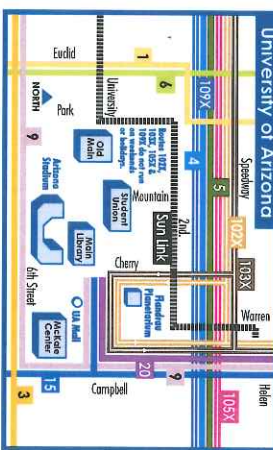 University of Arizona
Euclid
1
6
109X
Speedway
5
102X
103X
Helen
105X
4
University
Routes 102X,
103X, 105X &
109X do not run
on weekends
or holidays.
2nd.
Sun Link
Warren
NORTH
Park
Old
Main
Student
Union
Mountain
Cherry
Flandrau
Planetarium
9
Arizona
Stadium
Main
Library
6th Street
UA Mall
McKale
Center
20
9
Campbell
15
3